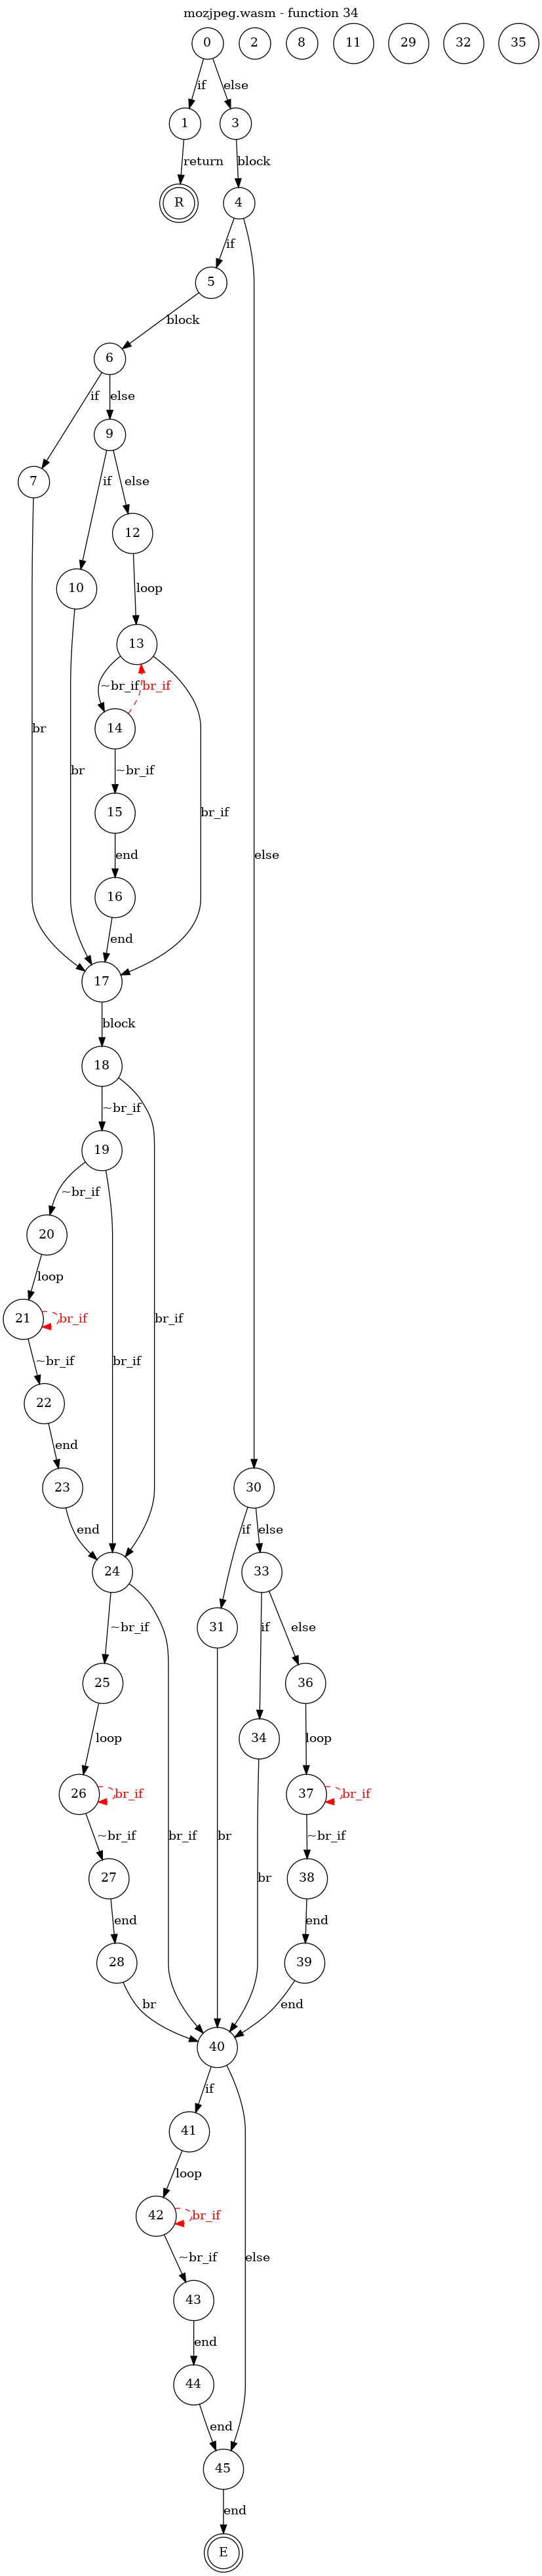 mozjpeg.wasm - function 34
0 2 8 11 29 32 35
if else
1 3
return block
R 4
if
5
block
6
if else
9
7 if else
12
10 loop
13
~br_if br_if
14
br br ~br_if br_if else
15
end
16
end
17
block
18
~br_if
19
~br_if
20
loop
21 br_if br_if br_if
~br_if
22
end
23 30
end if else
24 33
~br_if 31 if else
25 36
loop 34 loop
26 br_if 37 br_if
~br_if br_if br ~br_if
27 br 38
end end
28 39
br end
40
if
41
loop
42 br_if
~br_if else
43
end
44
end
45
end
E